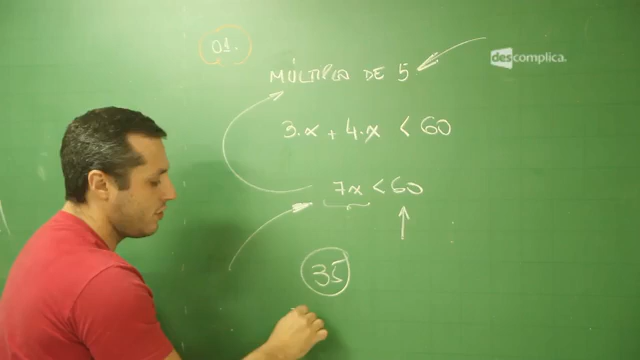 01.
MÚLTIPLO DE 5
descomplica.
3.x + 4.x < 60
7x < 60
35